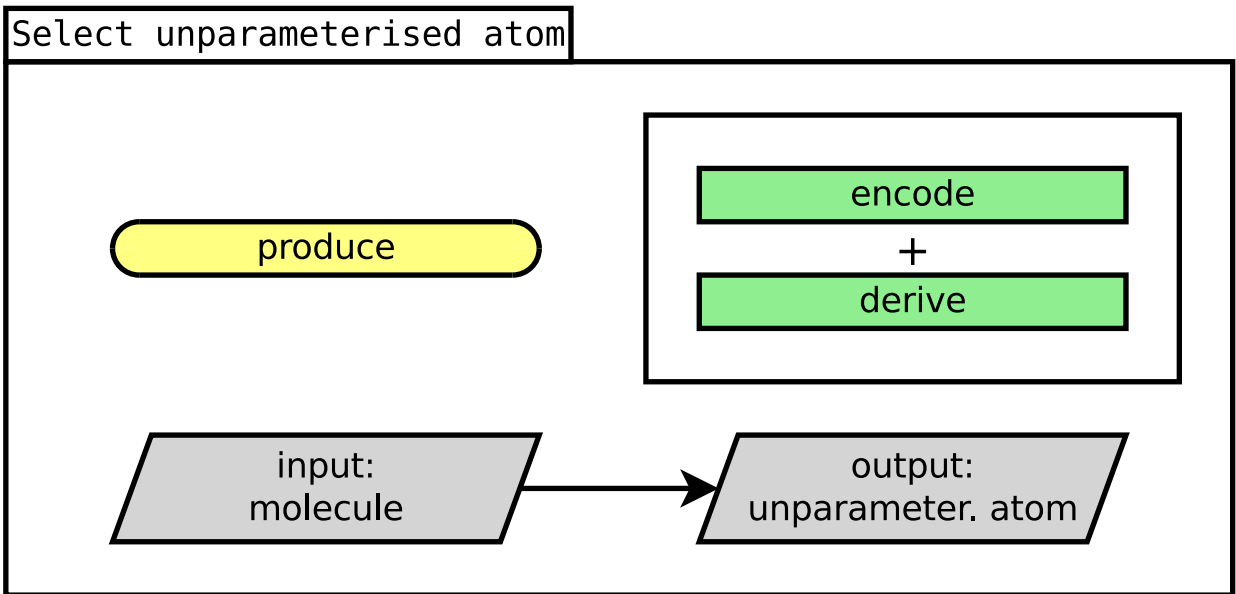 Select unparameterised atom
produce
encode
+
derive
input:
molecule
output:
unparameter. atom